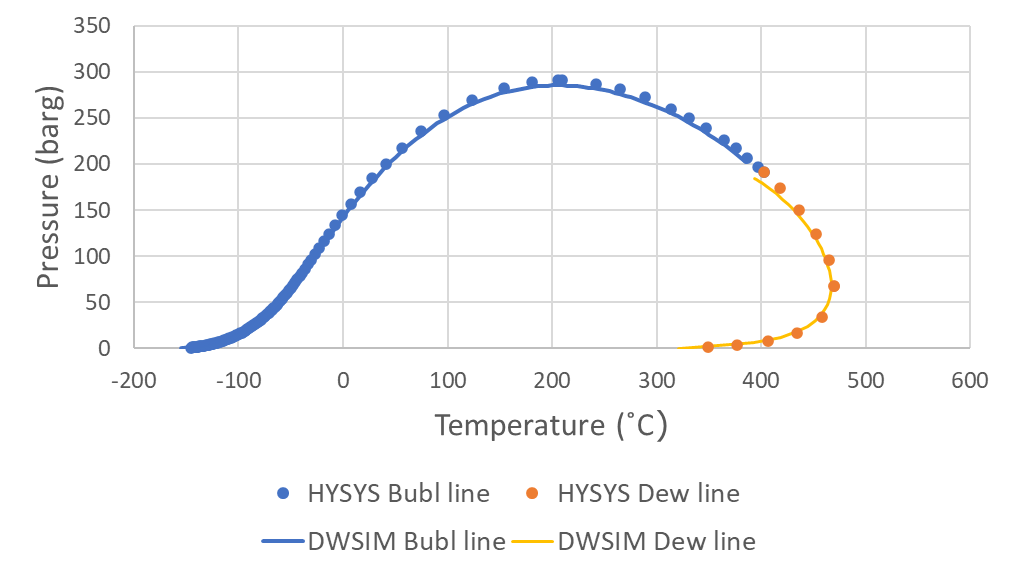 350
300
250
200
150
100
50
0
Pressure (barg)
-200 -100 0 100 200 300 400 500 600
Temperature (˚C)
HYSYS Bubl line HYSYS Dew line
DWSIM Bubl line DWSIM Dew line